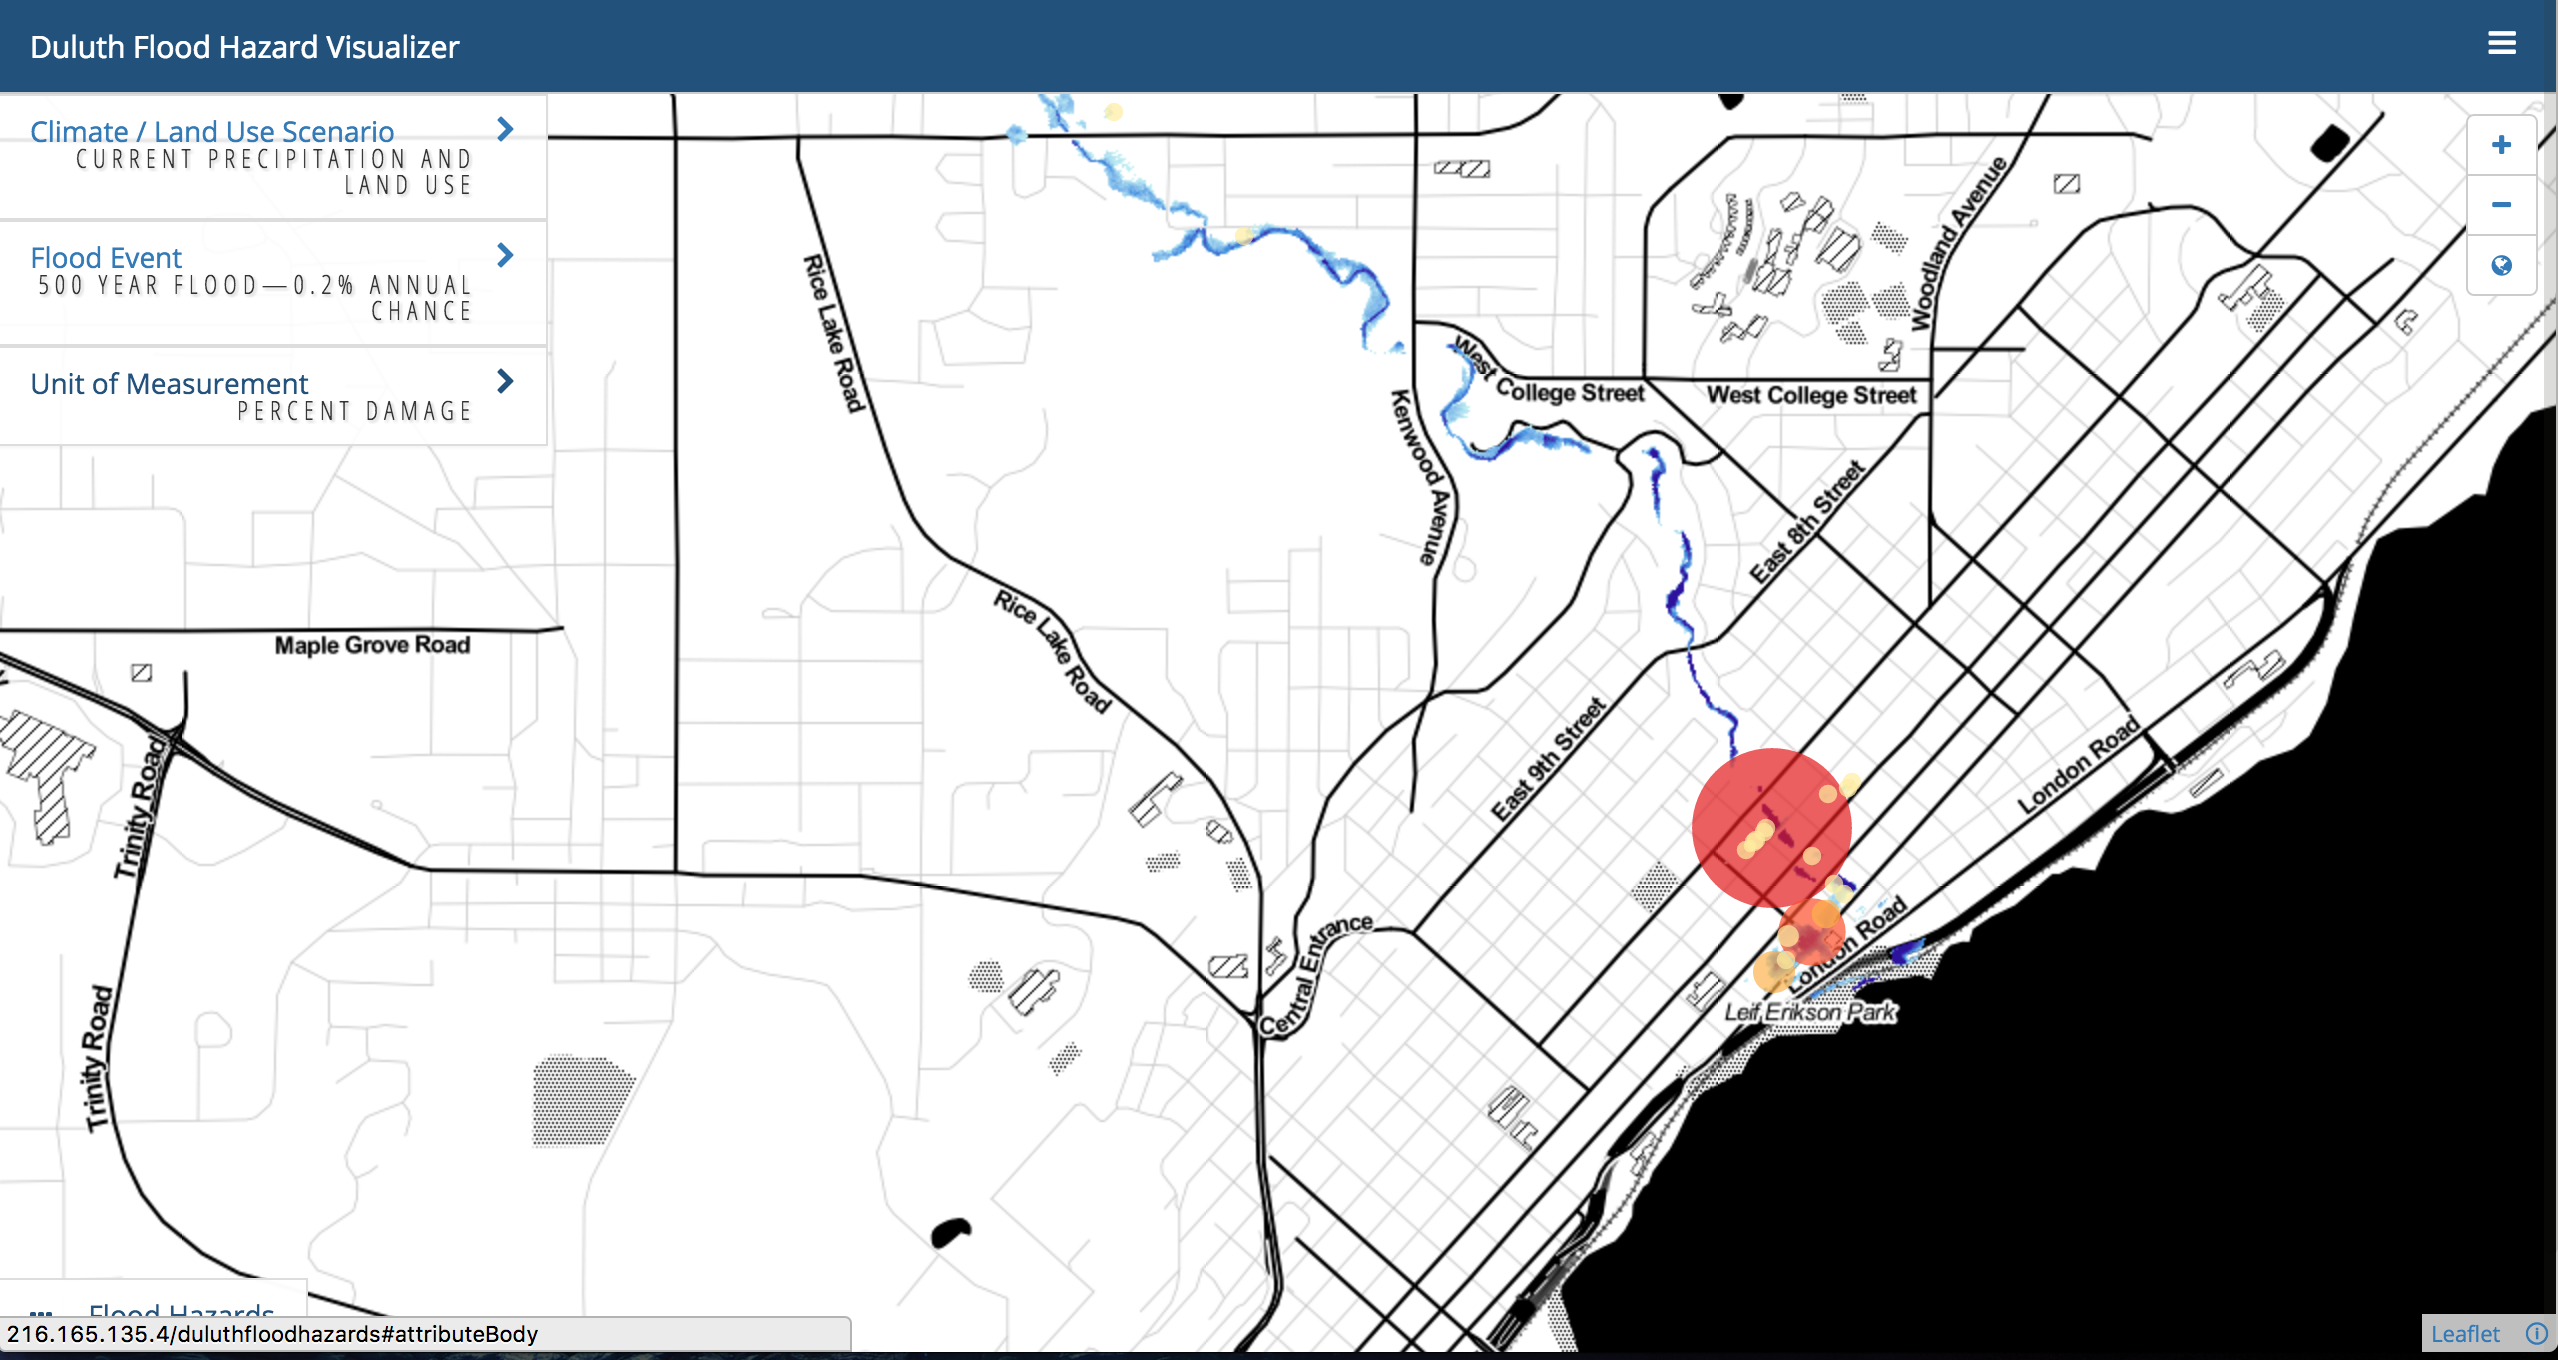 Duluth Flood Hazard Visualizer
Climate / Land Use Scenario
CURRENT PRECIPITATION AND
LAND USE
Flood Event
500 YEAR FLOOD—0.2% ANNUAL
CHANCE
Unit of Measurement
PERCENT DAMAGE
Woodland Avenue
Rice Lake Road
West College Street
West College Street
Kenwood Avenue
East 8th Street
Rice Lake Road
Maple Grove Road
East 9th Street
London Road
Trinity Road
London Road
Central Entrance
Leif Erikson Park
Trinity Road
Flood Hazards
216.165.135.4/duluthfloodhazards#attributeBody
Leaflet